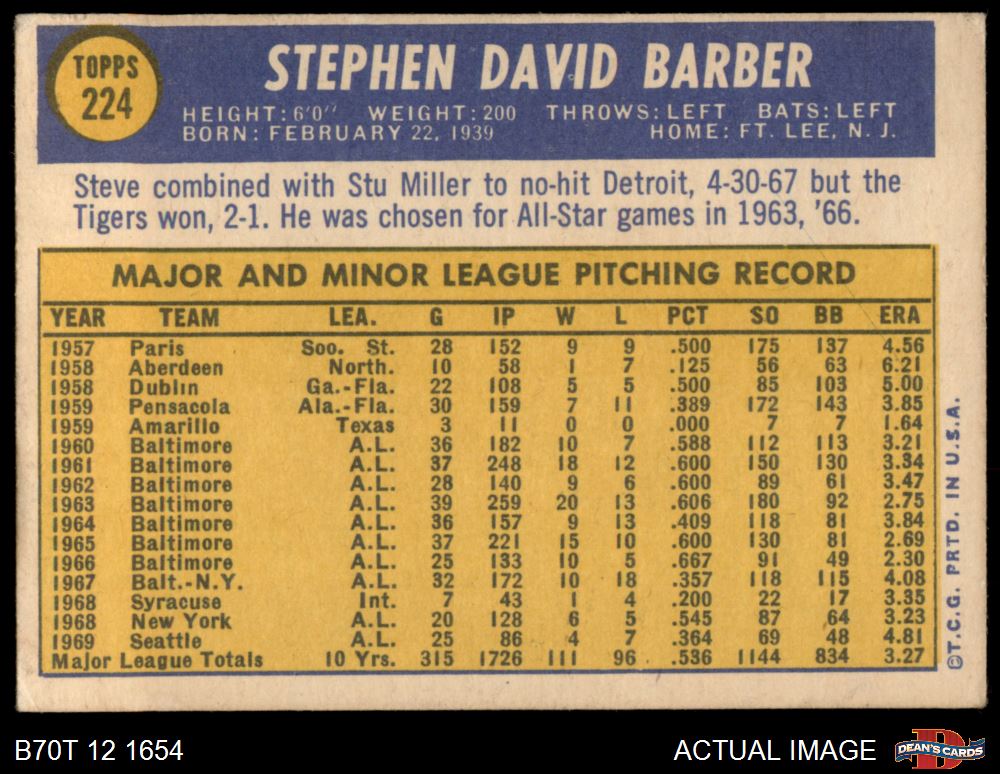 TOPPS
224
STEPHEN DAVID BARBER
HEIGHT: 6'0" WEIGHT: 200 THROWS: LEFT BATS: LEFT
BORN: FEBRUARY 22, 1939 HOME: FT. LEE, N. J.
Steve combined with Stu Miller to no-hit Detroit, 4-30-67 but the
Tigers won, 2-1. He was chosen for All-Star games in 1963, '66.
MAJOR AND MINOR LEAGUE PITCHING RECORD
YEAR TEAM LEA. G IP W L PCT SO BB ERA
1957 Paris Soo. St. 28 152 9 9 .500 175 137 4.56
1958 Aberdeen North. 10 58 1 7 .125 56 63 6.21
1958 Dublin Ga.-Fla. 22 108 5 5 .500 85 103 5.00
1959 Pensacola Ala.-Fla. 30 159 7 11 .389 172 143 3.85
1959 Amarillo Texas 3 11 0 0 .000 7 7 1.64
1960 Baltimore A.L. 36 182 10 7 .588 112 113 3.21
1961 Baltimore A.L. 37 248 18 12 .600 150 130 3.34
1962 Baltimore A.L. 28 140 9 6 .600 89 61 3.47
1963 Baltimore A.L. 39 259 20 13 .606 180 92 2.75
1964 Baltimore A.L. 36 157 9 13 .409 118 81 3.84
1965 Baltimore A.L. 37 221 15 10 .600 130 81 2.69
1966 Baltimore A.L. 25 133 10 5 .667 91 49 2.30
1967 Balt.-N.Y. A.L. 32 172 10 18 .357 118 115 4.08
1968 Syracuse Int. 7 43 1 4 .200 22 17 3.35
1968 New York A.L. 20 128 6 5 .545 87 64 3.23
1969 Seattle A.L. 25 86 4 7 .364 69 48 4.81
Major League Totals 10 Yrs. 315 1726 111 96 .536 1144 834 3.27
©T.C.G. PRTD. IN U.S.A.
B70T 12 1654 ACTUAL IMAGE
DEAN'S CARDS